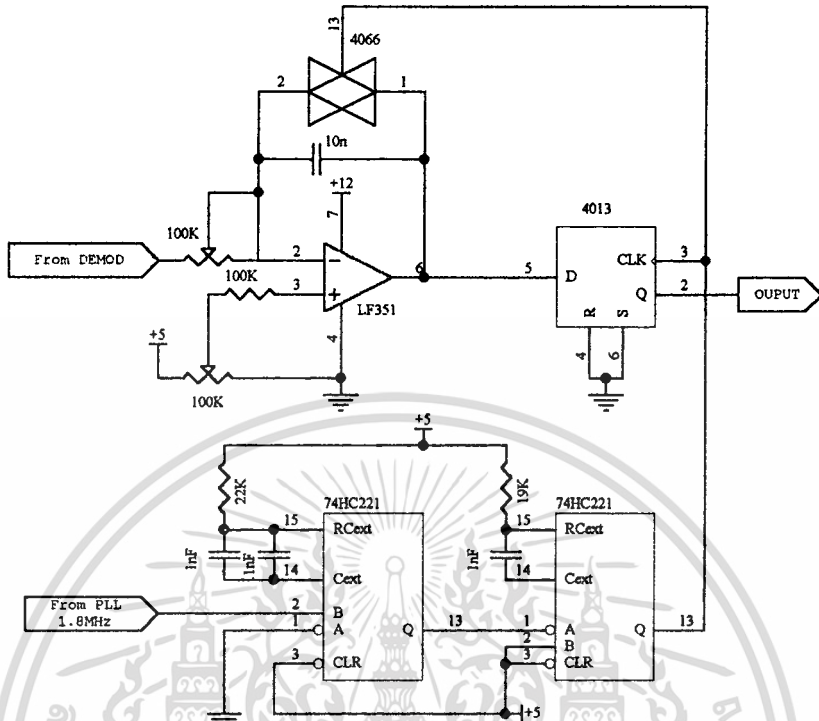 13
4066
2
1
10n
+12
7
100K
From DEMOD
2
6
100K
3
LF351
+5
4
100K
4013
5
D
CLK
3
Q
2
OUPUT
R
S
4
6
+5
22K
19K
74HC221
74HC221
15
RCext
15
RCext
1nF
1nF
14
Cext
1nF
14
Cext
From PLL
1.8MHz
2
B
1
A
Q
13
1
A
Q
13
2
B
3
CLR
3
CLR
+5